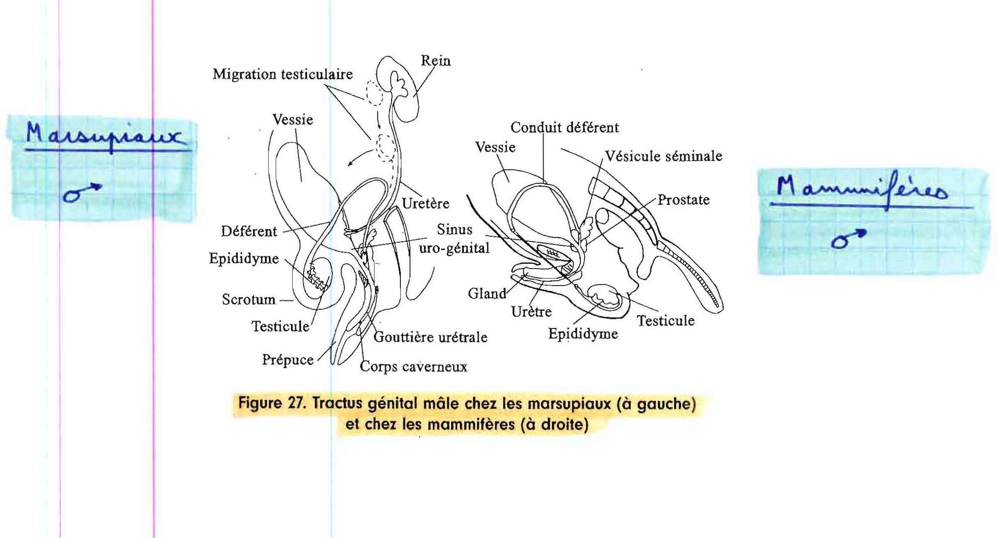 Marsupiaux
♂
Migration testiculaire
Rein
Vessie
Uretère
Déférent
Sinus
uro-génital
Epididyme
Scrotum
Testicule
Gouttière urétrale
Prépuce
Corps caverneux
Conduit déférent
Vessie
Vésicule séminale
Prostate
Gland
Urètre
Testicule
Epididyme
Mammifères
♂
Figure 27. Tractus génital mâle chez les marsupiaux (à gauche)
et chez les mammifères (à droite)